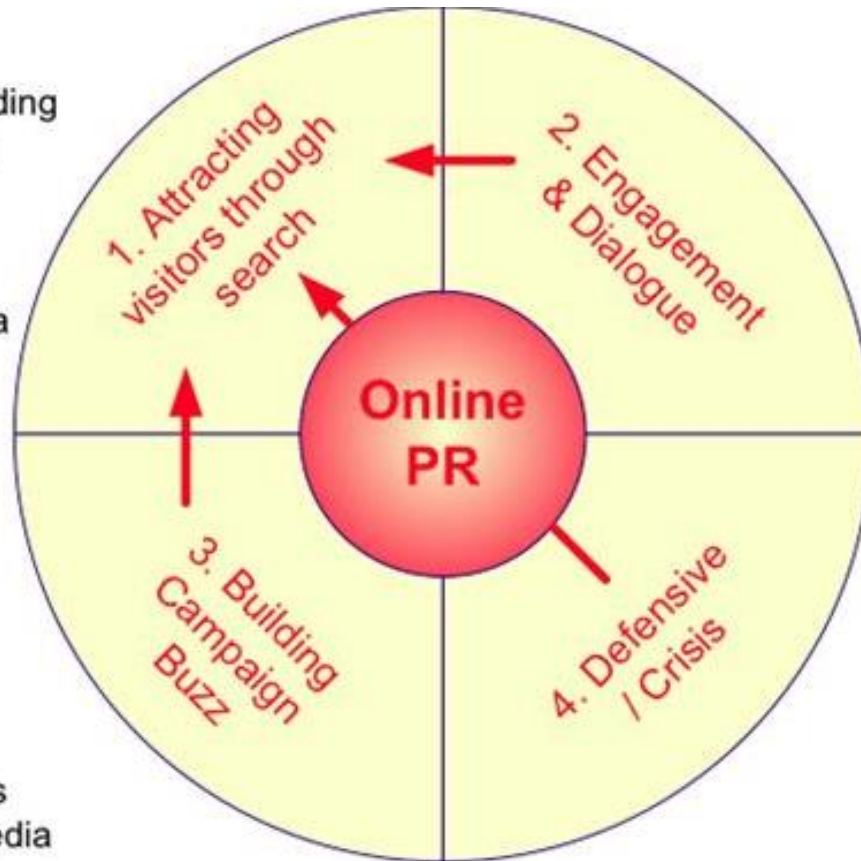 1. Attracting
visitors through
search
2. Engagement
& Dialogue
Online
PR
3. Building
Campaign
Buzz
4. Defensive
/ Crisis